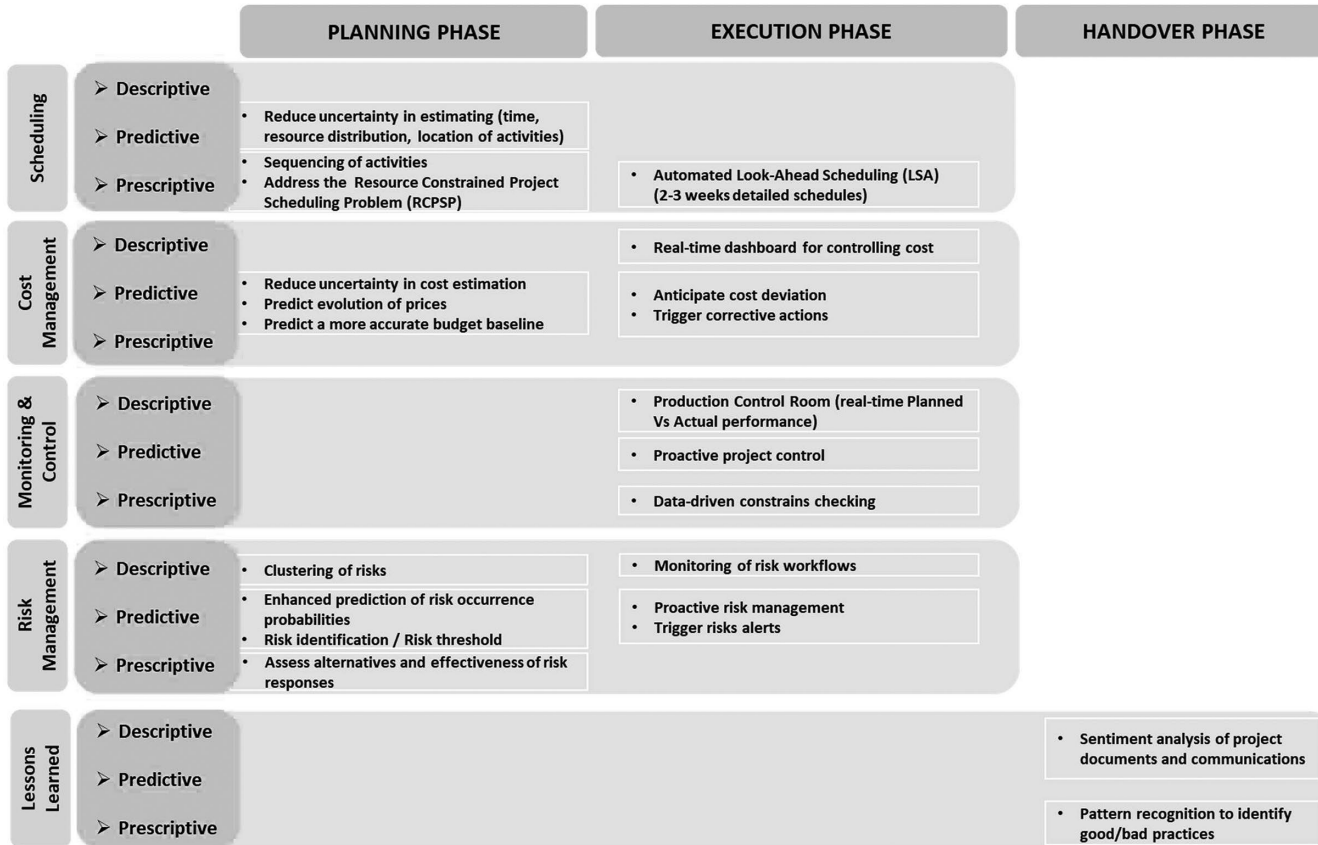 PLANNING PHASE
EXECUTION PHASE
HANDOVER PHASE
Scheduling
➢ Descriptive
➢ Predictive
➢ Prescriptive
• Reduce uncertainty in estimating (time,
resource distribution, location of activities)
• Sequencing of activities
• Address the Resource Constrained Project
Scheduling Problem (RCPSP)
• Automated Look-Ahead Scheduling (LSA)
(2-3 weeks detailed schedules)
Cost
Management
➢ Descriptive
➢ Predictive
➢ Prescriptive
• Real-time dashboard for controlling cost
• Reduce uncertainty in cost estimation
• Predict evolution of prices
• Predict a more accurate budget baseline
• Anticipate cost deviation
• Trigger corrective actions
Monitoring &
Control
➢ Descriptive
➢ Predictive
➢ Prescriptive
• Production Control Room (real-time Planned
Vs Actual performance)
• Proactive project control
• Data-driven constrains checking
Risk
Management
➢ Descriptive
➢ Predictive
➢ Prescriptive
• Clustering of risks
• Monitoring of risk workflows
• Enhanced prediction of risk occurrence
probabilities
• Risk identification / Risk threshold
• Proactive risk management
• Trigger risks alerts
• Assess alternatives and effectiveness of risk
responses
Lessons
Learned
➢ Descriptive
➢ Predictive
➢ Prescriptive
• Sentiment analysis of project
documents and communications
• Pattern recognition to identify
good/bad practices